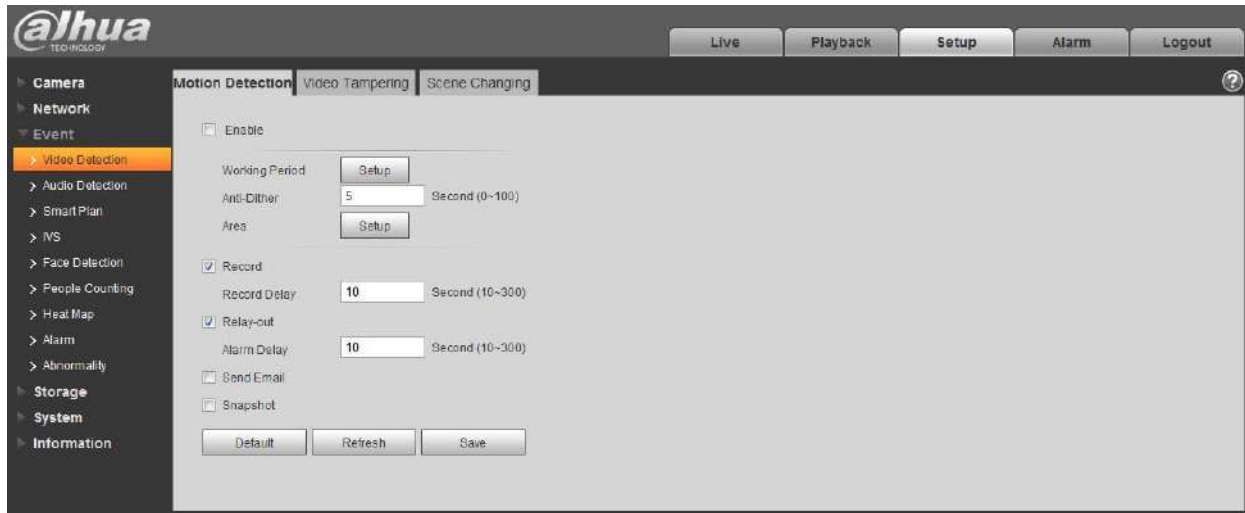 alhua
TECHNOLOGY
Live Playback Setup Alarm Logout
Camera
Network
Event
Video Detection
Audio Detection
Smart Plan
IVS
Face Detection
People Counting
Heat Map
Alarm
Abnormality
Storage
System
Information
Motion Detection Video Tampering Scene Changing
?
Enable
Working Period Setup
Anti-Dither 5 Second (0~100)
Area Setup
Record
Record Delay 10 Second (10~300)
Relay-out
Alarm Delay 10 Second (10~300)
Send Email
Snapshot
Default Refresh Save